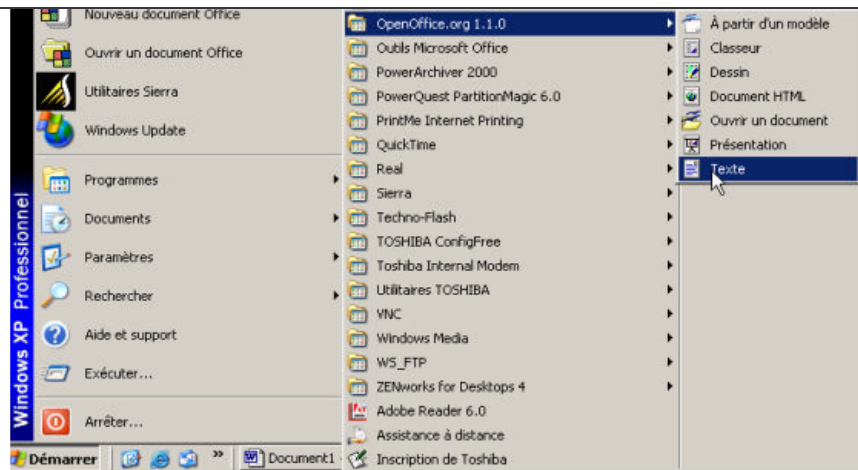 Nouveau document Office
Ouvrir un document Office
Utilitaires Sierra
Windows Update
Programmes
Documents
Paramètres
Rechercher
Aide et support
Exécuter...
Arrêter...
Windows XP Professionnel
Démarrer
»
Document1
OpenOffice.org 1.1.0
Outils Microsoft Office
PowerArchiver 2000
PowerQuest PartitionMagic 6.0
PrintMe Internet Printing
QuickTime
Real
Sierra
Techno-Flash
TOSHIBA ConfigFree
Toshiba Internal Modem
Utilitaires TOSHIBA
VNC
Windows Media
WS_FTP
ZENworks for Desktops 4
Adobe Reader 6.0
Assistance à distance
Inscription de Toshiba
À partir d'un modèle
Classeur
Dessin
Document HTML
Ouvrir un document
Présentation
Texte